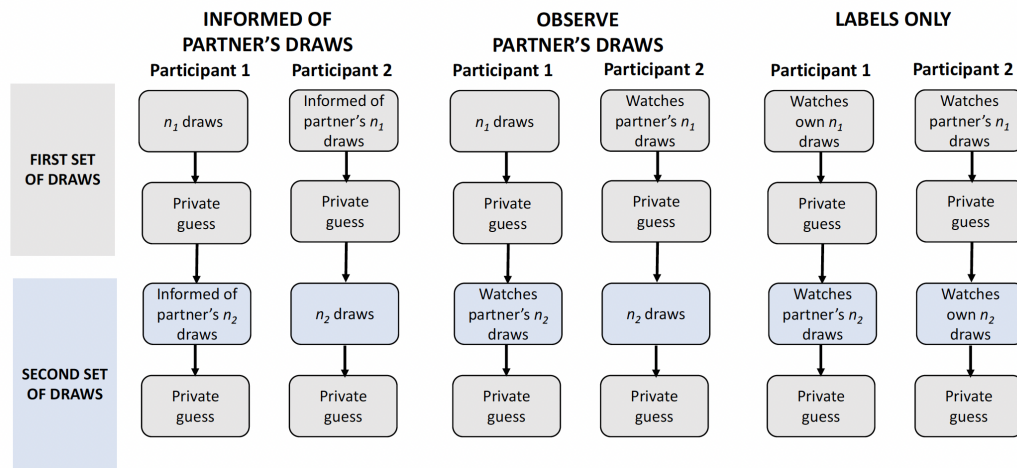 INFORMED OF
PARTNER'S DRAWS
OBSERVE
PARTNER'S DRAWS
LABELS ONLY
Participant 1
Participant 2
Participant 1
Participant 2
Participant 1
Participant 2
FIRST SET
OF DRAWS
n₁ draws
Informed of
partner's n₁
draws
n₁ draws
Watches
partner's n₁
draws
Watches
own n₁
draws
Watches
partner's n₁
draws
Private
guess
Private
guess
Private
guess
Private
guess
Private
guess
Private
guess
SECOND SET
OF DRAWS
Informed of
partner's n₂
draws
n₂ draws
Watches
partner's n₂
draws
n₂ draws
Watches
partner's n₂
draws
Watches
own n₂
draws
Private
guess
Private
guess
Private
guess
Private
guess
Private
guess
Private
guess